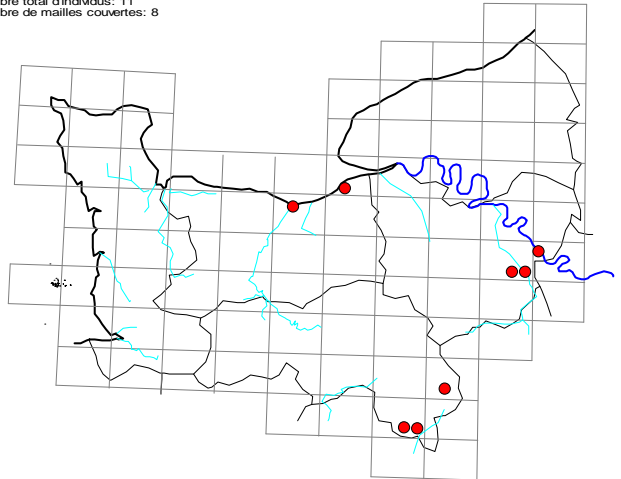 bre total d'individus: 11
bre de mailles couvertes: 8